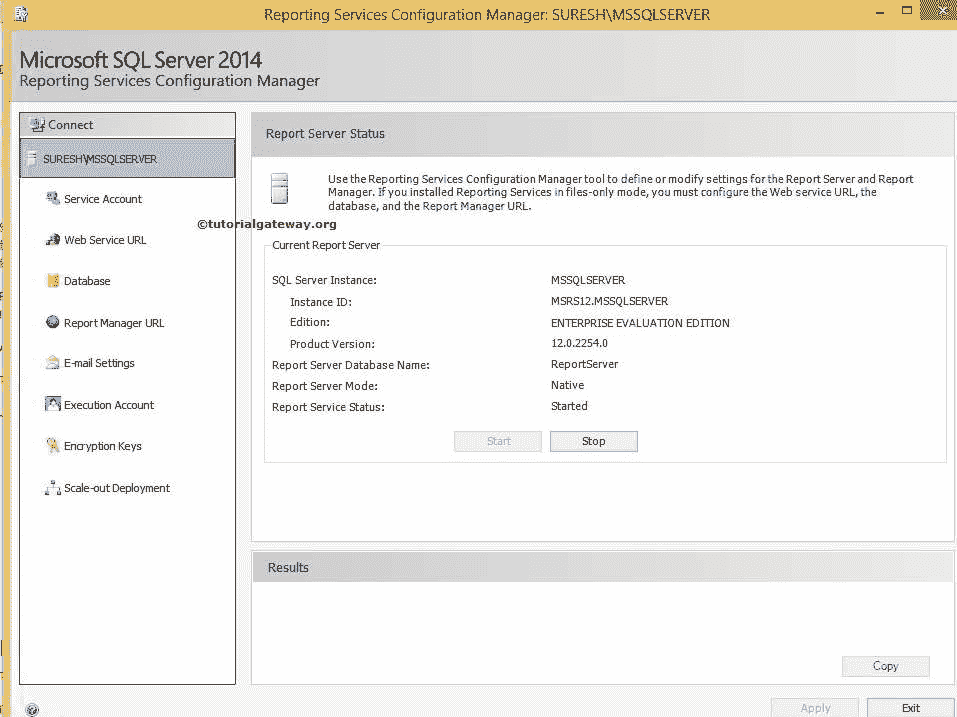 Reporting Services Configuration Manager: SURESH\MSSQLSERVER
Microsoft SQL Server 2014
Reporting Services Configuration Manager
Connect
SURESH\MSSQLSERVER
Service Account
Web Service URL
Database
Report Manager URL
E-mail Settings
Execution Account
Encryption Keys
Scale-out Deployment
©tutorialgateway.org
Report Server Status
Use the Reporting Services Configuration Manager tool to define or modify settings for the Report Server and Report
Manager. If you installed Reporting Services in files-only mode, you must configure the Web service URL, the
database, and the Report Manager URL.
Current Report Server
SQL Server Instance: MSSQLSERVER
Instance ID: MSRS12.MSSQLSERVER
Edition: ENTERPRISE EVALUATION EDITION
Product Version: 12.0.2254.0
Report Server Database Name: ReportServer
Report Server Mode: Native
Report Service Status: Started
Start Stop
Results
Copy
Apply Exit